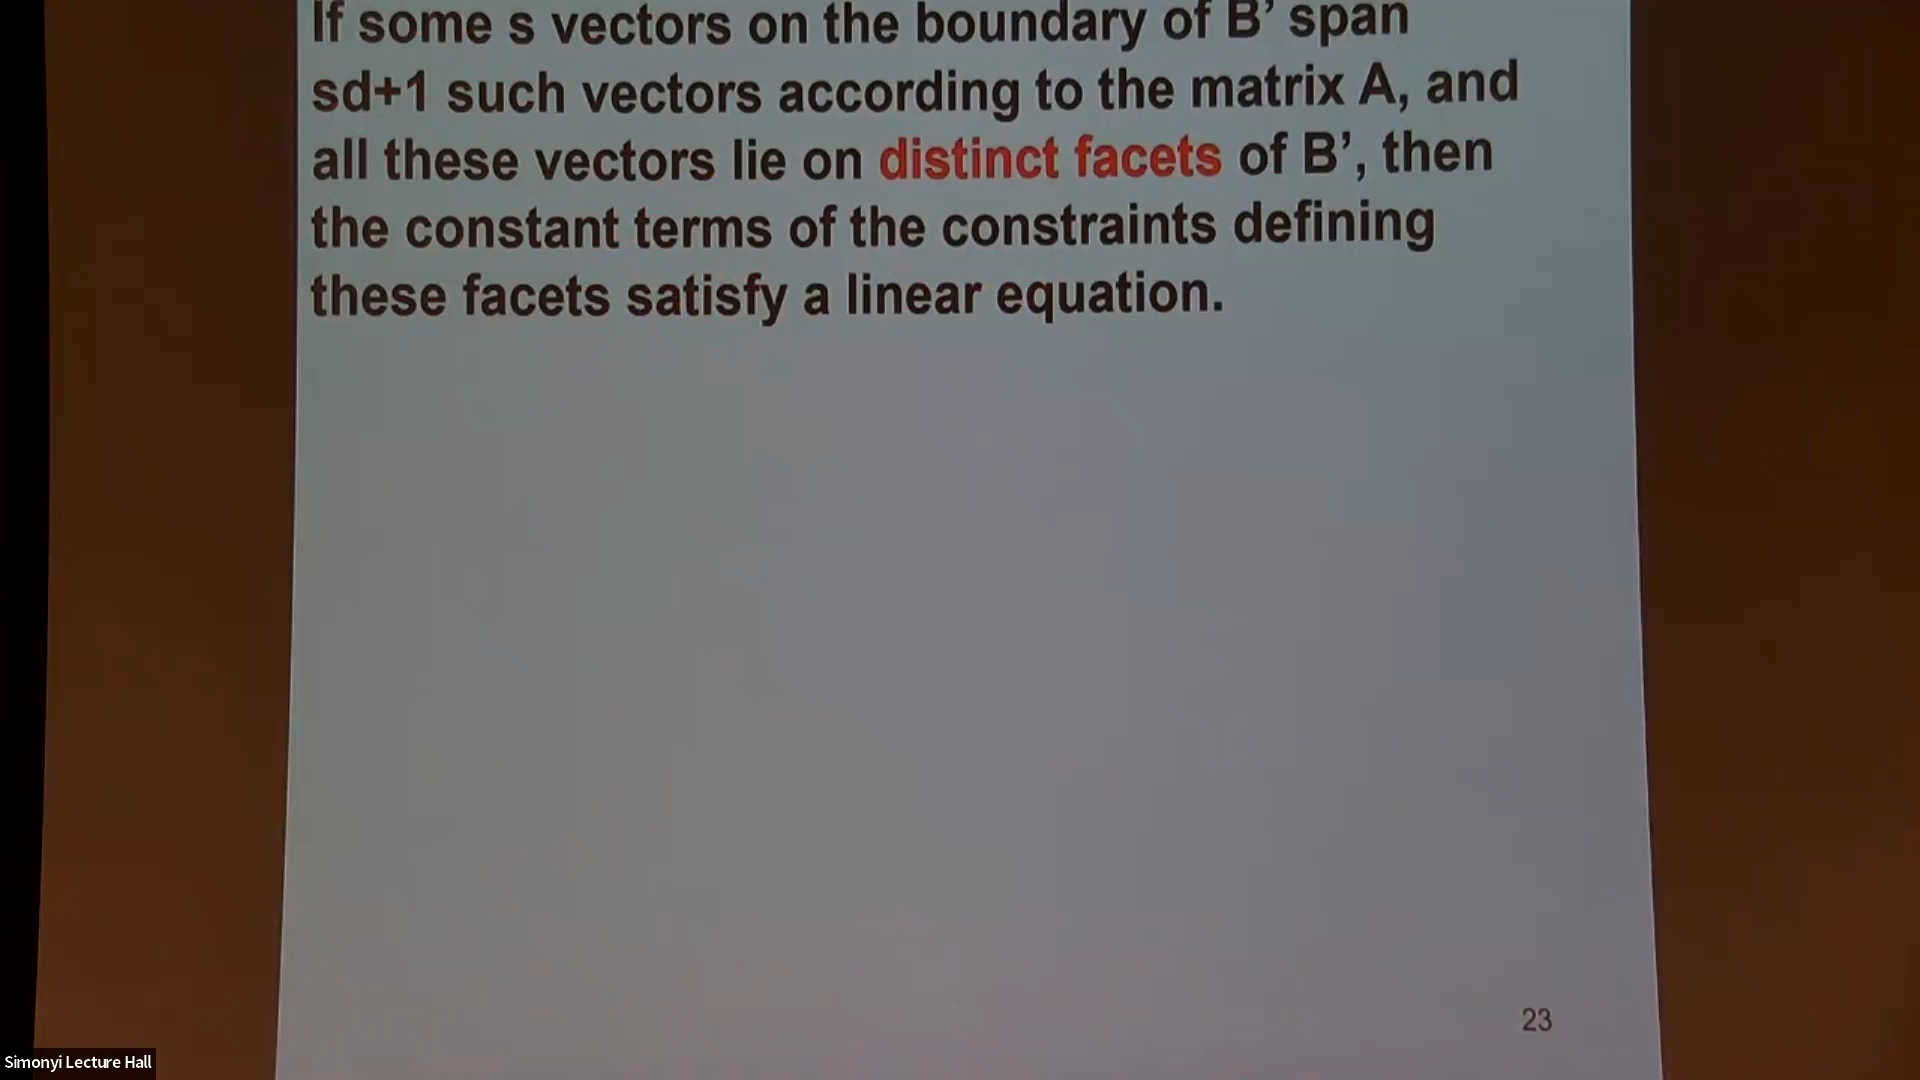 If some s vectors on the boundary of B’ span
sd+1 such vectors according to the matrix A, and
all these vectors lie on distinct facets of B’, then
the constant terms of the constraints defining
these facets satisfy a linear equation.
23
Simonyi Lecture Hall